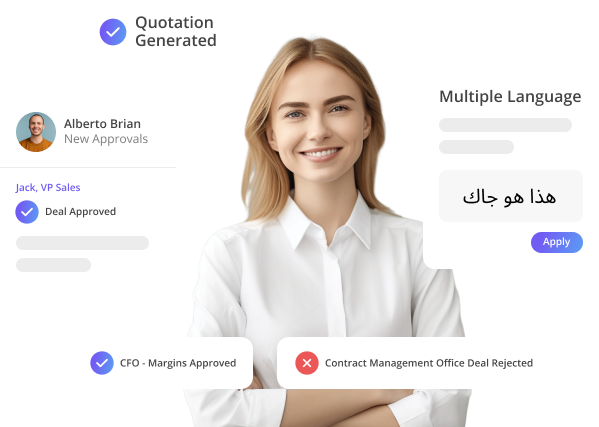 Quotation
Generated
Alberto Brian
New Approvals
Jack, VP Sales
Deal Approved
Multiple Language
هذا هو جاك
Apply
CFO - Margins Approved
Contract Management Office Deal Rejected